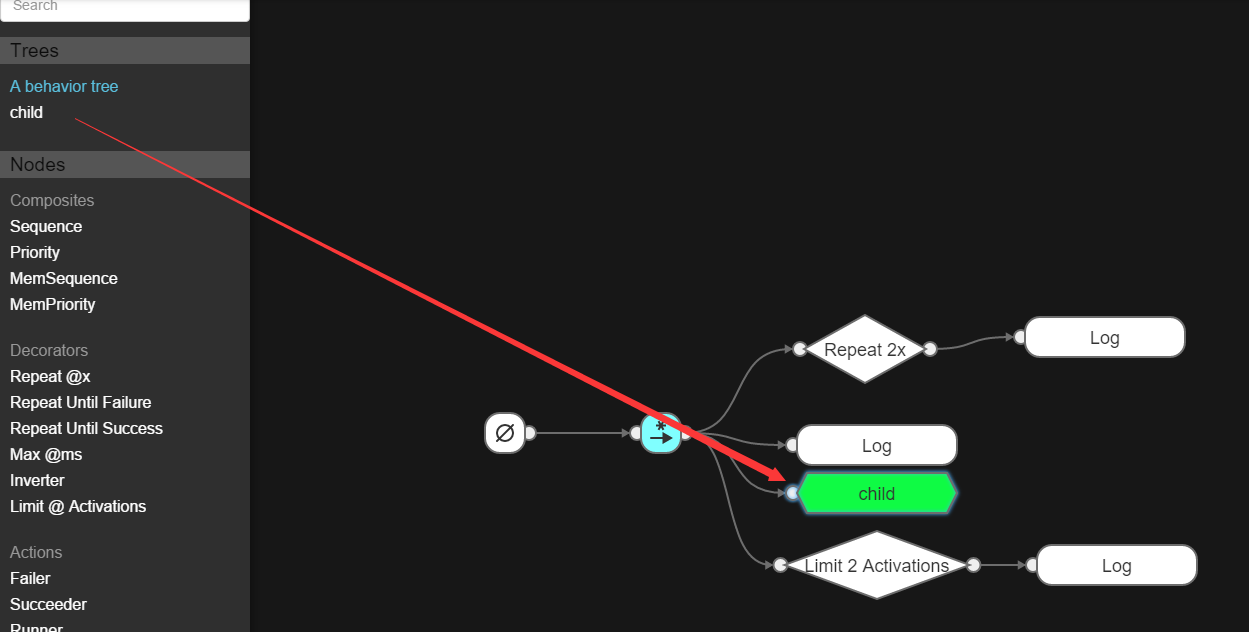 Search
Trees
A behavior tree
child
Nodes
Composites
Sequence
Priority
MemSequence
MemPriority
Decorators
Repeat @x
Repeat Until Failure
Repeat Until Success
Max @ms
Inverter
Limit @ Activations
Actions
Failer
Succeeder
Runner
Repeat 2x
Log
Log
child
Limit 2 Activations
Log